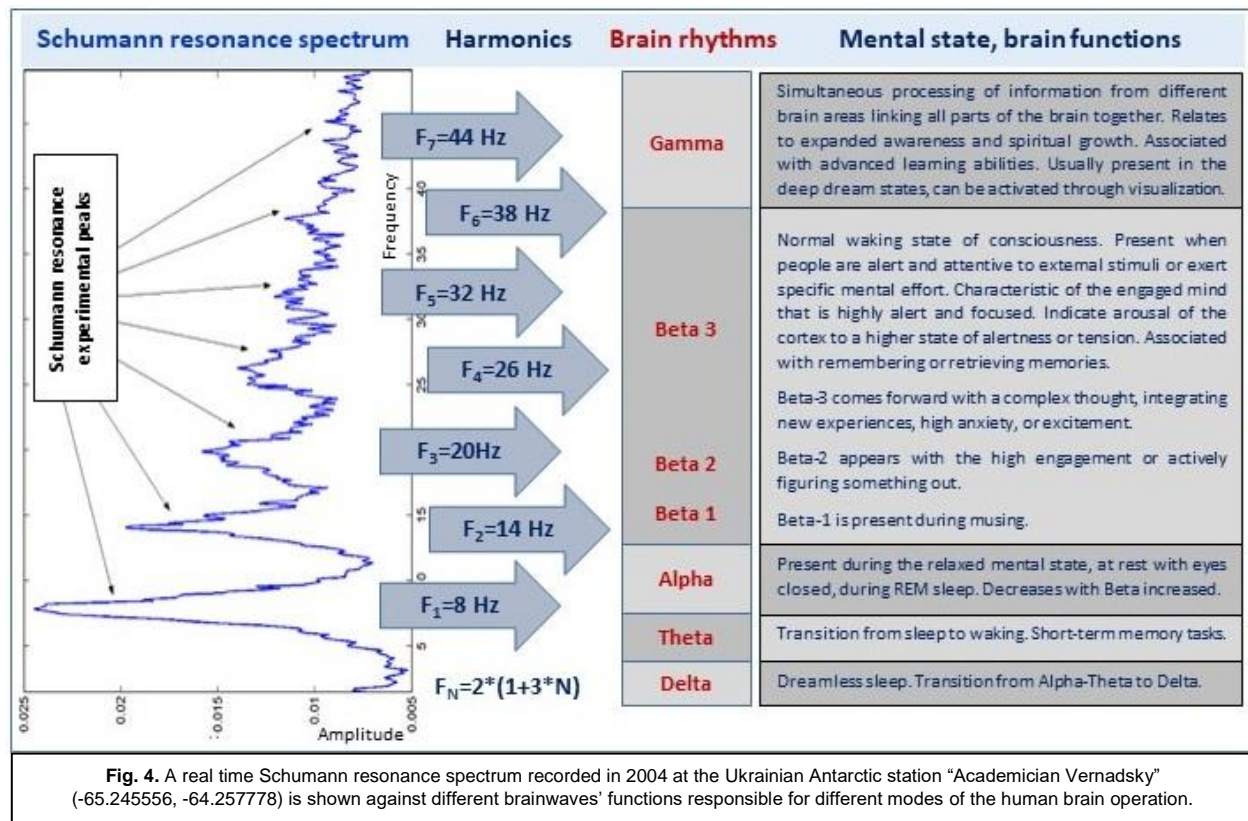 Schumann resonance spectrum
Harmonics
Brain rhythms
Mental state, brain functions
Schumann resonance
experimental peaks
Frequency
40
35
30
25
15
10
5
0.025
0.02
0.01
0.005
Amplitude
F7=44 Hz
F6=38 Hz
F5=32 Hz
F4=26 Hz
F3=20Hz
F2=14 Hz
F1=8 Hz
FN=2*(1+3*N)
Gamma
Beta 3
Beta 2
Beta 1
Alpha
Theta
Delta
Simultaneous processing of information from different
brain areas linking all parts of the brain together. Relates
to expanded awareness and spiritual growth. Associated
with advanced learning abilities. Usually present in the
deep dream states, can be activated through visualization.
Normal waking state of consciousness. Present when
people are alert and attentive to external stimuli or exert
specific mental effort. Characteristic of the engaged mind
that is highly alert and focused. Indicate arousal of the
cortex to a higher state of alertness or tension. Associated
with remembering or retrieving memories.
Beta-3 comes forward with a complex thought, integrating
new experiences, high anxiety, or excitement.
Beta-2 appears with the high engagement or actively
figuring something out.
Beta-1 is present during musing.
Present during the relaxed mental state, at rest with eyes
closed, during REM sleep. Decreases with Beta increased.
Transition from sleep to waking. Short-term memory tasks.
Dreamless sleep. Transition from Alpha-Theta to Delta.
Fig. 4. A real time Schumann resonance spectrum recorded in 2004 at the Ukrainian Antarctic station “Academician Vernadsky”
(-65.245556, -64.257778) is shown against different brainwaves’ functions responsible for different modes of the human brain operation.